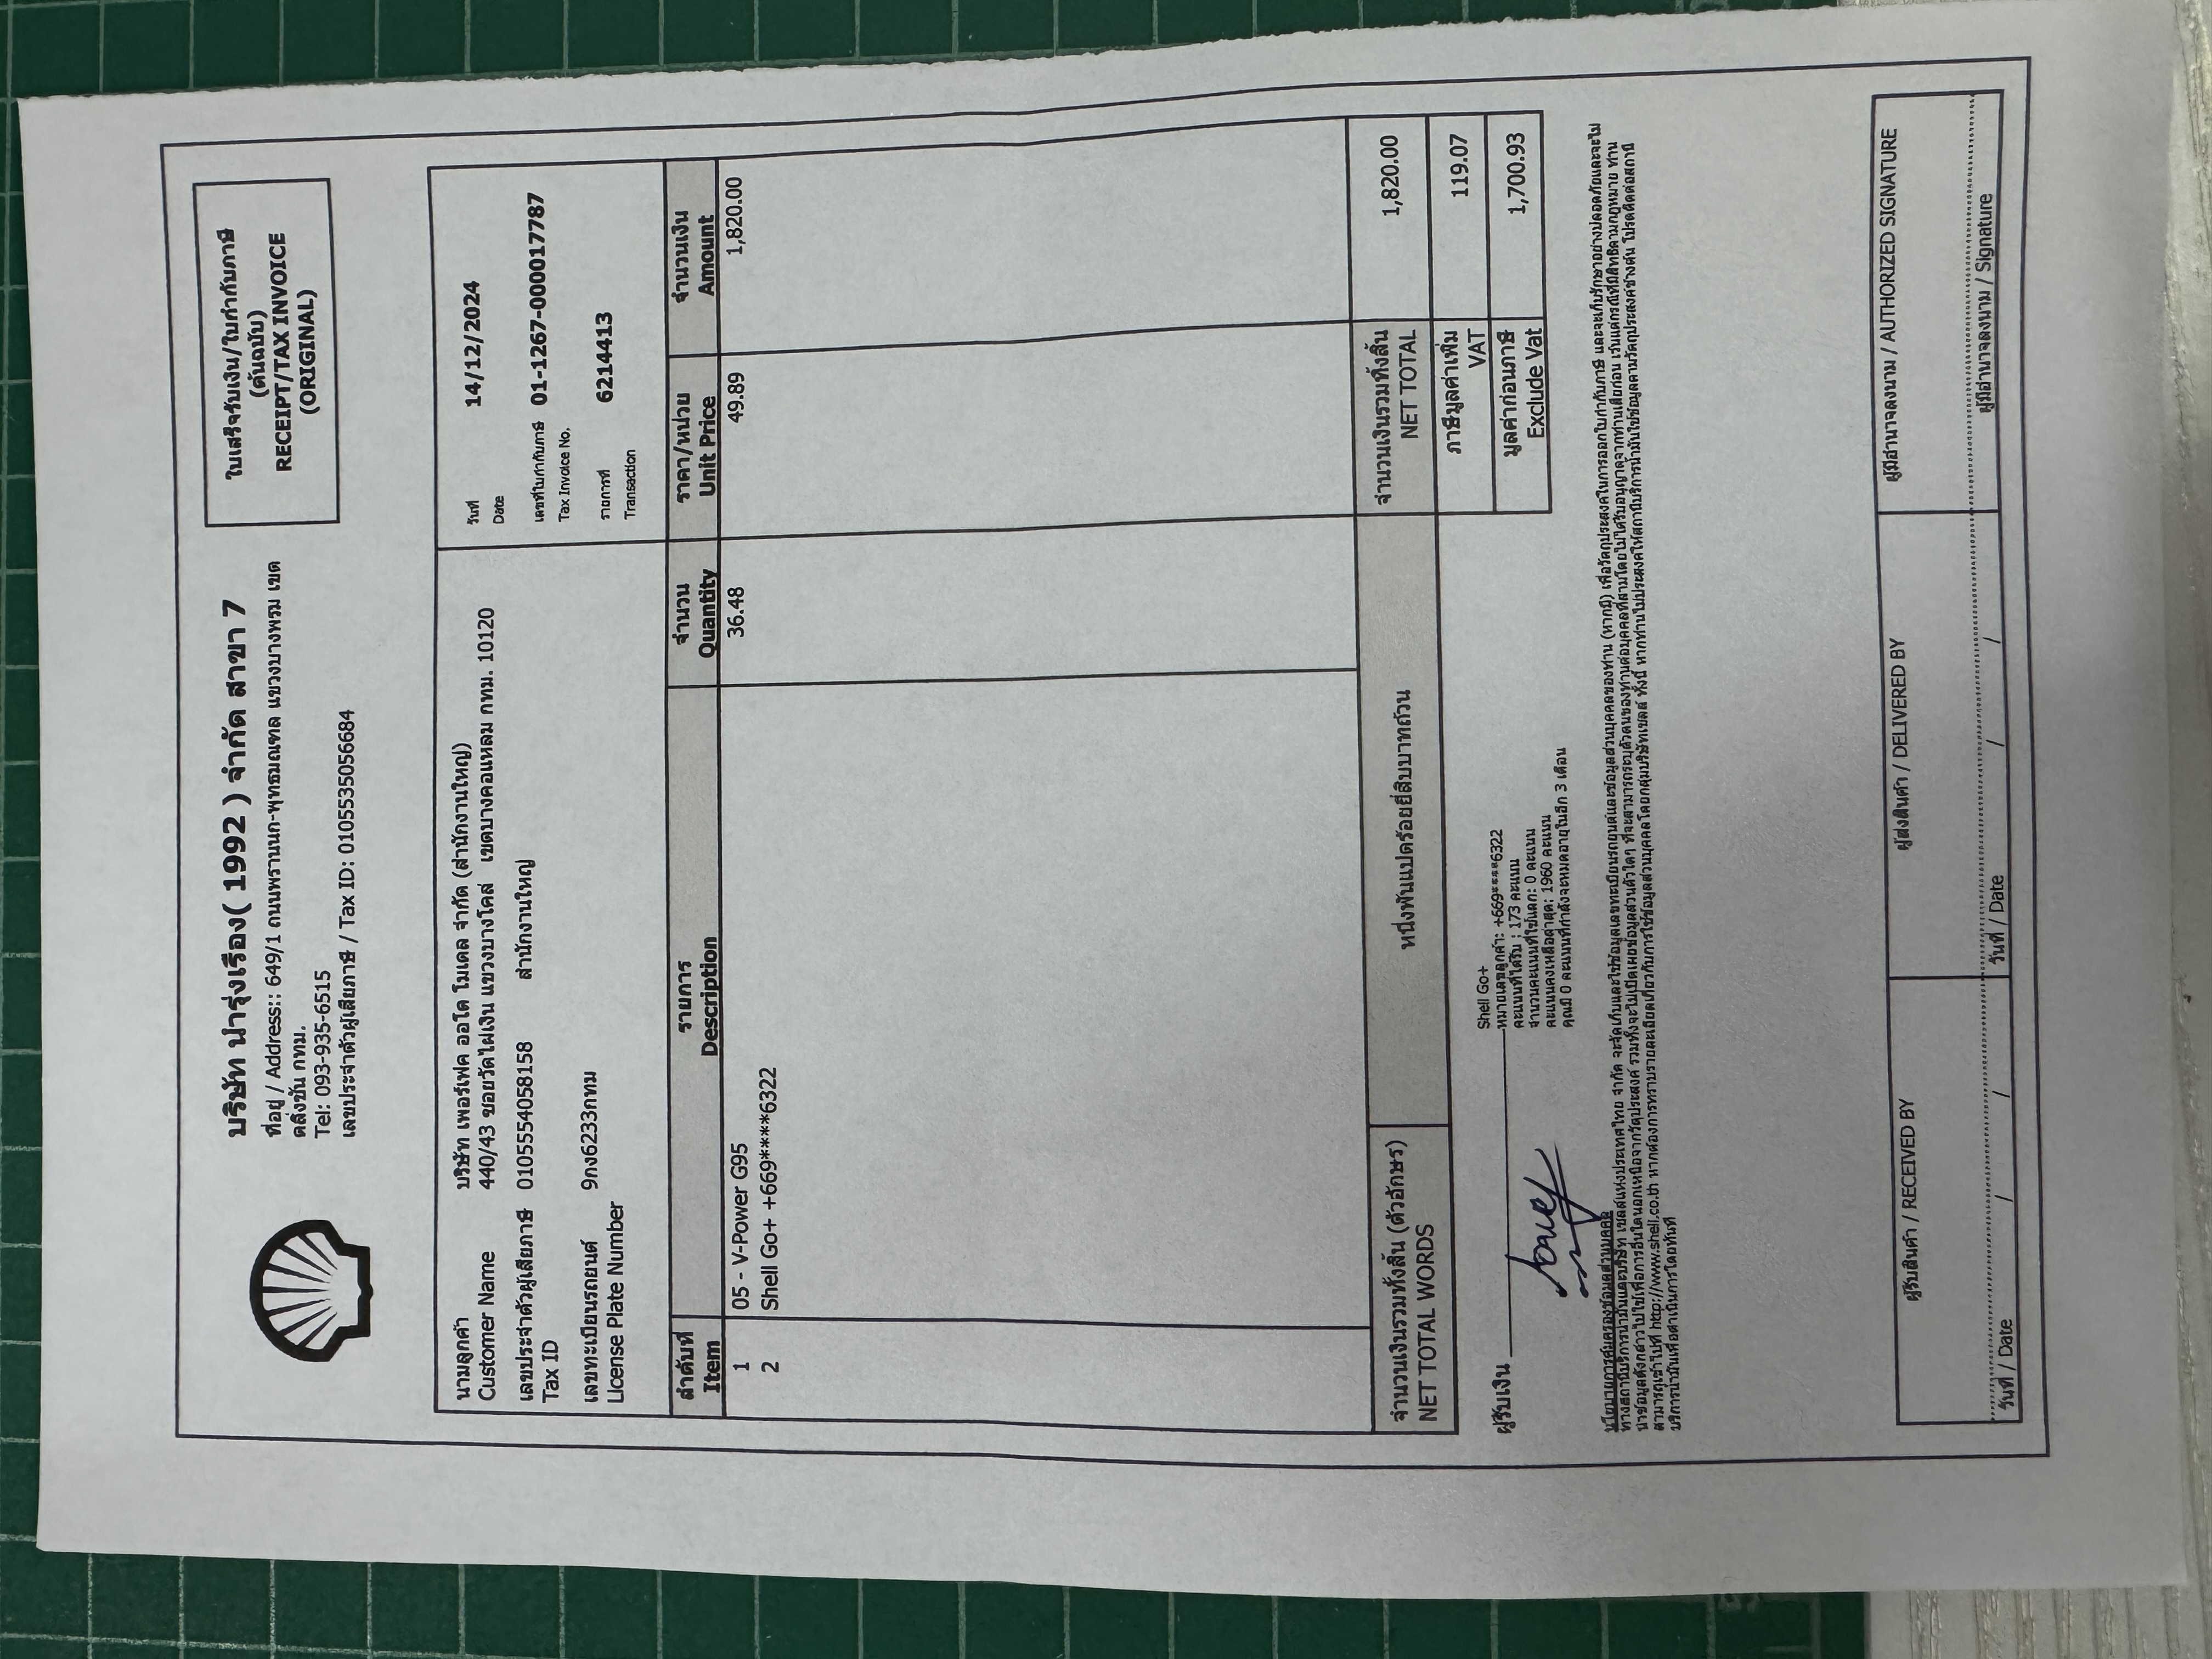 บริษัท นำรุ่งเรือง( 1992 ) จำกัด สาขา 7
ที่อยู่ / Address:: 649/1 ถนนพรานนก-พุทธมณฑล แขวงบางพรม เขต
ตลิ่งชัน กทม.
Tel: 093-935-6515
เลขประจำตัวผู้เสียภาษี / Tax ID: 0105535056684
ใบเสร็จรับเงิน/ใบกำกับภาษี
(ต้นฉบับ)
RECEIPT/TAX INVOICE
(ORIGINAL)
นามลูกค้า บริษัท เพอร์เฟค ออโต โมเดล จำกัด (สำนักงานใหญ่)
Customer Name 440/43 ซอยวัดไผ่เงิน แขวงบางโคล่ เขตบางคอแหลม กทม. 10120
เลขประจำตัวผู้เสียภาษี 0105554058158 สำนักงานใหญ่
Tax ID
เลขทะเบียนรถยนต์ 9กง6233กทม
License Plate Number
วันที่ 14/12/2024
Date
เลขที่ใบกำกับภาษี 01-1267-000017787
Tax Invoice No.
รายการที่ 6214413
Transaction
ลำดับที่ รายการ จำนวน ราคา/หน่วย จำนวนเงิน
Item Description Quantity Unit Price Amount
1 05 - V-Power G95 36.48 49.89 1,820.00
2 Shell Go+ +669****6322
จำนวนเงินรวมทั้งสิ้น (ตัวอักษร) หนึ่งพันแปดร้อยยี่สิบบาทถ้วน จำนวนเงินรวมทั้งสิ้น 1,820.00
NET TOTAL WORDS NET TOTAL
ภาษีมูลค่าเพิ่ม 119.07
VAT
มูลค่าก่อนภาษี 1,700.93
Exclude Vat
ผู้รับเงิน
Shell Go+
หมายเลขลูกค้า: +669****6322
คะแนนที่ได้รับ : 173 คะแนน
จำนวนคะแนนที่ใช้แลก: 0 คะแนน
คะแนนคงเหลือล่าสุด: 1960 คะแนน
คุณมี 0 คะแนนที่กำลังจะหมดอายุในอีก 3 เดือน
นโยบายการคุ้มครองข้อมูลส่วนบุคคล
ทางสถานีบริการน้ำมันและบริษัท เชลล์แห่งประเทศไทย จำกัด จะจัดเก็บและใช้ข้อมูลเลขทะเบียนรถยนต์และข้อมูลส่วนบุคคลของท่าน (หากมี) เพื่อวัตถุประสงค์ในการออกใบกำกับภาษี และจะเก็บรักษาอย่างปลอดภัยและจะไม่
นำข้อมูลดังกล่าวไปใช้เพื่อการอื่นใดนอกเหนือจากวัตถุประสงค์ รวมทั้งจะไม่เปิดเผยข้อมูลส่วนตัวใดๆ ที่จะสามารถระบุตัวตนของท่านต่อบุคคลที่สามโดยไม่ได้รับอนุญาตจากท่านเสียก่อน เว้นแต่กรณีที่มีสิทธิตามกฎหมาย ท่าน
สามารถเข้าไปที่ http://www.shell.co.th หากต้องการทราบรายละเอียดเกี่ยวกับการใช้ข้อมูลส่วนบุคคลโดยกลุ่มบริษัทเชลล์ ทั้งนี้ หากท่านไม่ประสงค์ให้สถานีบริการน้ำมันใช้ข้อมูลตามวัตถุประสงค์ข้างต้น โปรดติดต่อสถานี
บริการน้ำมันเพื่อดำเนินการโดยทันที
ผู้รับสินค้า / RECEIVED BY
วันที่ / Date / /
ผู้ส่งสินค้า / DELIVERED BY
วันที่ / Date / /
ผู้มีอำนาจลงนาม / AUTHORIZED SIGNATURE
ผู้มีอำนาจลงนาม / Signature